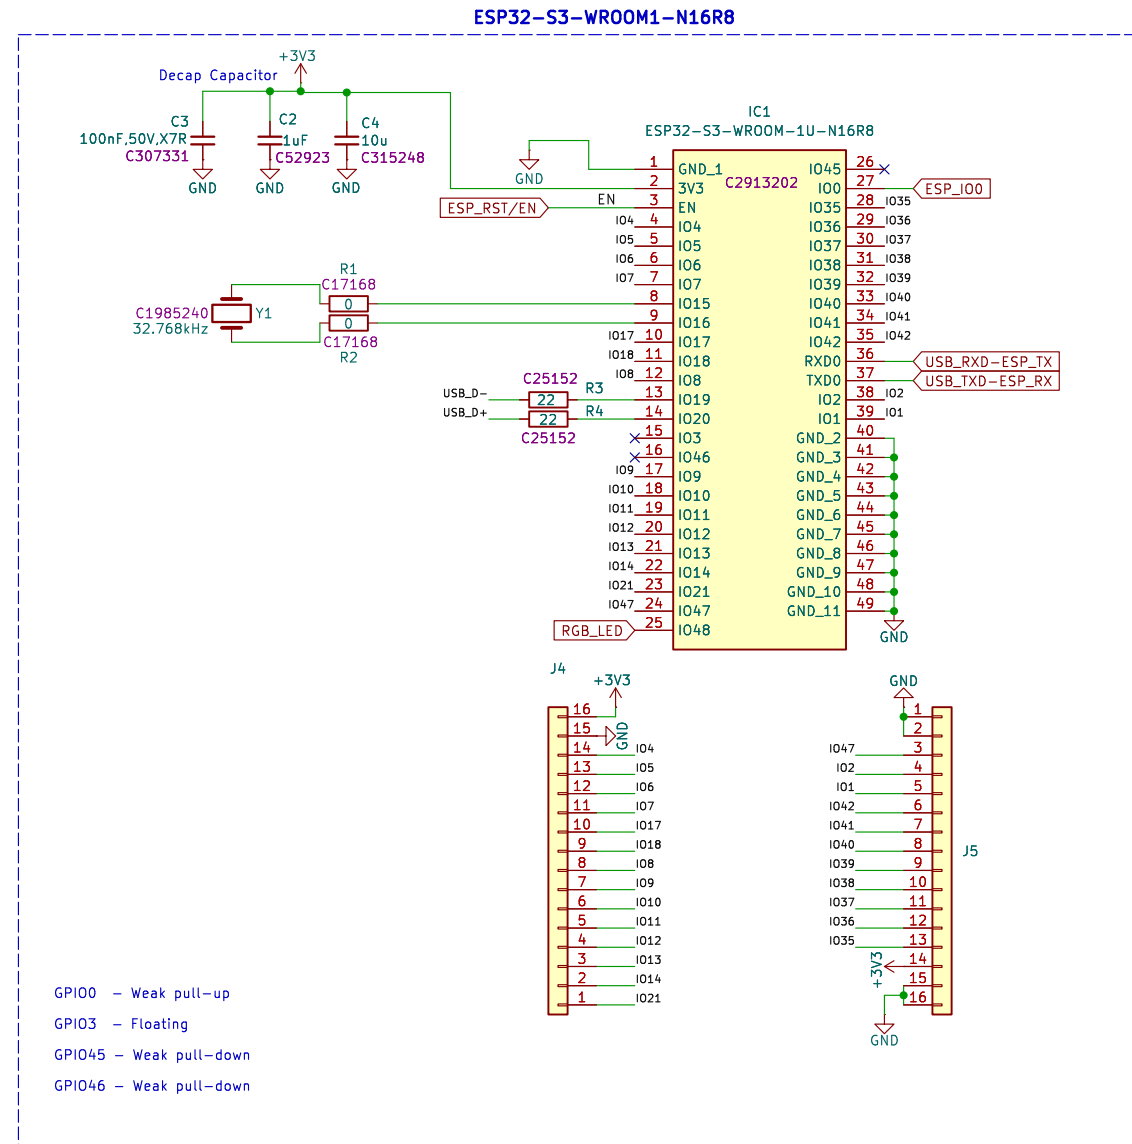 ESP32-S3-WROOM1-N16R8
+3V3
Decap Capacitor
C3
100nF,50V,X7R
C307331
GND
C2
1uF
C52923
GND
C4
10u
C315248
GND
IC1
ESP32-S3-WROOM-1U-N16R8
C2913202
GND
ESP_RST/EN
EN
1 GND_1
2 3V3
3 EN
IO4 4 IO4
IO5 5 IO5
IO6 6 IO6
IO7 7 IO7
8 IO15
9 IO16
IO17 10 IO17
IO18 11 IO18
IO8 12 IO8
13 IO19
14 IO20
15 IO3
16 IO46
IO9 17 IO9
IO10 18 IO10
IO11 19 IO11
IO12 20 IO12
IO13 21 IO13
IO14 22 IO14
IO21 23 IO21
IO47 24 IO47
RGB_LED 25 IO48
IO45 26
IO0 27 ESP_IO0
IO35 28 IO35
IO36 29 IO36
IO37 30 IO37
IO38 31 IO38
IO39 32 IO39
IO40 33 IO40
IO41 34 IO41
IO42 35 IO42
RXD0 36 USB_RXD-ESP_TX
TXD0 37 USB_TXD-ESP_RX
IO2 38 IO2
IO1 39 IO1
GND_2 40
GND_3 41
GND_4 42
GND_5 43
GND_6 44
GND_7 45
GND_8 46
GND_9 47
GND_10 48
GND_11 49
GND
R1
C17168
0
0
C17168
R2
C1985240
Y1
32.768kHz
C25152
R3
USB_D-
22
R4
USB_D+
22
C25152
J4
+3V3
16
15 GND
14 IO4
13 IO5
12 IO6
11 IO7
10 IO17
9 IO18
8 IO8
7 IO9
6 IO10
5 IO11
4 IO12
3 IO13
2 IO14
1 IO21
GND
1
2
IO47 3
IO2 4
IO1 5
IO42 6
IO41 7
IO40 8
IO39 9
IO38 10
IO37 11
IO36 12
IO35 13
+3V3 14
15
16
GND
J5
GPIO0 - Weak pull-up
GPIO3 - Floating
GPIO45 - Weak pull-down
GPIO46 - Weak pull-down